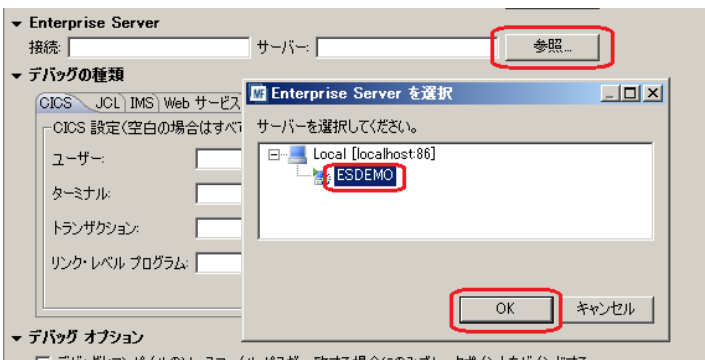 Enterprise Server
接続: サーバー: 参照...
デバッグの種類
CICS JCL IMS Web サービス
CICS 設定(空白の場合はすべ
ユーザー:
ターミナル:
トランザクション:
リンク・レベル プログラム:
Enterprise Server を選択
サーバーを選択してください。
Local [localhost:86]
ESDEMO
OK キャンセル
デバッグ オプション